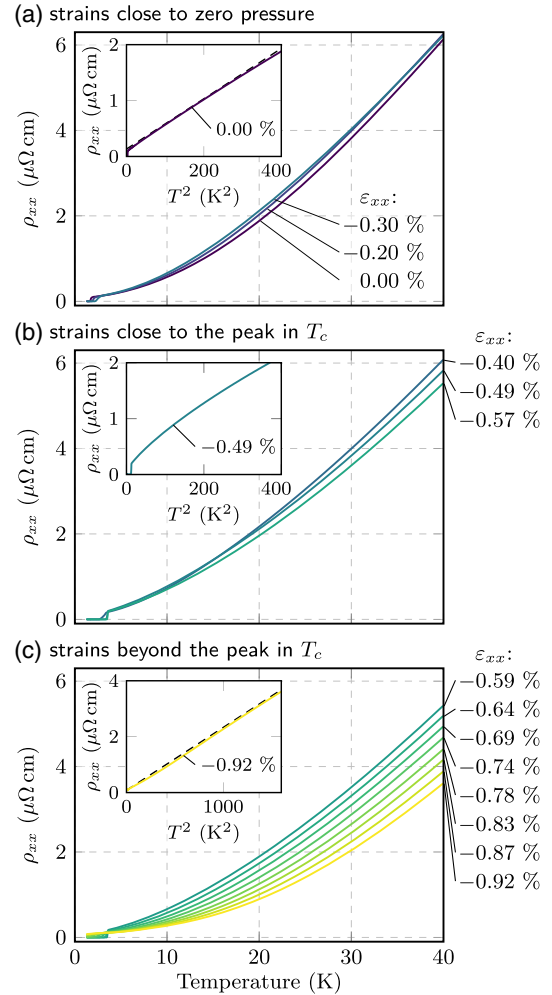 (a) strains close to zero pressure
ρxx (μΩ cm)
6
4
2
0
ρxx (μΩ cm)
2
1
0
0 200 400
T² (K²)
0.00 %
εxx:
−0.30 %
−0.20 %
0.00 %
(b) strains close to the peak in Tc
ρxx (μΩ cm)
6
4
2
0
ρxx (μΩ cm)
2
1
0
0 200 400
T² (K²)
−0.49 %
εxx:
−0.40 %
−0.49 %
−0.57 %
(c) strains beyond the peak in Tc
ρxx (μΩ cm)
6
4
2
0
ρxx (μΩ cm)
4
2
0
0 1000
T² (K²)
−0.92 %
εxx:
−0.59 %
−0.64 %
−0.69 %
−0.74 %
−0.78 %
−0.83 %
−0.87 %
−0.92 %
0 10 20 30 40
Temperature (K)